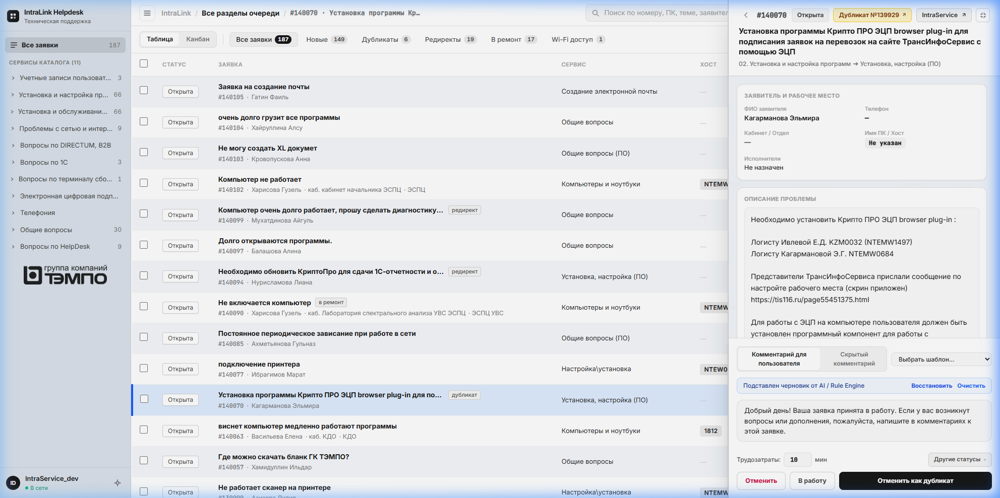 IntraLink Helpdesk
Техническая поддержка
Все заявки 187
СЕРВИСЫ КАТАЛОГА (11)
Учетные записи пользоват... 3
Установка и настройка пр... 66
Установка и обслуживани... 66
Проблемы с сетью и интер... 9
Вопросы по DIRECTUM, B2B
Вопросы по 1С 3
Вопросы по терминалу сбо... 1
Электронная цифровая подп...
Телефония
Общие вопросы 30
Вопросы по HelpDesk 9
группа компаний
ТЭМПО
ID
IntraService_dev
В сети
IntraLink / Все разделы очереди / #140070 · Установка программы Кр…
Поиск по номеру, ПК, теме, заявител
Таблица Канбан Все заявки 187 Новые 149 Дубликаты 6 Редиректы 19 В ремонт 17 Wi-Fi доступ 1
СТАТУС ЗАЯВКА СЕРВИС ХОСТ
Открыта
Заявка на создание почты
#140105 · Гатин Фаиль
Создание электронной почты
—
Открыта
очень долго грузит все программы
#140104 · Хайруллина Алсу
Общие вопросы
—
Открыта
Не могу создать XL докумет
#140103 · Кровопускова Анна
Общие вопросы (ПО)
—
Открыта
Компьютер не работает
#140102 · Харисова Гузель · каб. кабинет начальника ЭСПЦ · ЭСПЦ
Компьютеры и ноутбуки
NTEMW
Открыта
Компьютер очень долго работает, прошу сделать диагностику... редирект
#140099 · Мухатдинова Айгуль
Общие вопросы
—
Открыта
Долго открываются программы.
#140097 · Балашова Алина
Общие вопросы
—
Открыта
Необходимо обновить КриптоПро для сдачи 1С-отчетности и о... редирект
#140094 · Нурисламова Лиана
Установка, настройка (ПО)
—
Открыта
Не включается компьютер в ремонт
#140090 · Харисова Гузель · каб. Лаборатория спектрального анализа УВС ЭСПЦ · ЭСПЦ УВС
Компьютеры и ноутбуки
NTEMW
Открыта
Постоянное периодическое зависание при работе в сети
#140085 · Ахметьянова Гульназ
Общие вопросы (ПО)
—
Открыта
подключение принтера
#140077 · Ибрагимов Марат
Настройка\установка
NTEW0
Открыта
Установка программы Крипто ПРО ЭЦП browser plug-in для по... дубликат
#140070 · Кагарманова Эльмира
Установка, настройка (ПО)
—
Открыта
виснет компьютер медленно работают программы
#140063 · Васильева Елена · каб. КДО · КДО
Компьютеры и ноутбуки
1812
Открыта
Где можно скачать бланк ГК ТЭМПО?
#140057 · Хамидуллин Ильдар
Общие вопросы
—
Открыта
Не работает сканер на принтере
#139999 · Азизова Лилия
Настройка\установка
NTEMW
#140070 Открыта Дубликат №139929 ↗ IntraService ↗
Установка программы Крипто ПРО ЭЦП browser plug-in для
подписания заявок на перевозок на сайте ТрансИнфоСервис с
помощью ЭЦП
02. Установка и настройка программ → Установка, настройка (ПО)
ЗАЯВИТЕЛЬ И РАБОЧЕЕ МЕСТО
ФИО заявителя Телефон
Кагарманова Эльмира —
Кабинет / Отдел Имя ПК / Хост
— Не указан
Исполнители
Не назначен
ОПИСАНИЕ ПРОБЛЕМЫ
Необходимо установить Крипто ПРО ЭЦП browser plug-in :
Логисту Ивлевой Е.Д. KZM0032 (NTEMW1497)
Логисту Кагармановой Э.Г. NTEMW0684
Представители ТрансИнфоСервиса прислали сообщение по
настройте рабочего места (скрин приложен)
https://tis116.ru/page55451375.html
Для работы с ЭЦП на компьютере пользователя должен быть
установлен программный компонент для работы с
Комментарий для пользователя Скрытый комментарий Выбрать шаблон...
Подставлен черновик от AI / Rule Engine Восстановить Очистить
Добрый день! Ваша заявка принята в работу. Если у вас возникнут
вопросы или дополнения, пожалуйста, напишите в комментариях к
этой заявке.
Трудозатраты: 10 мин Другие статусы
Отменить В работу Отменить как дубликат